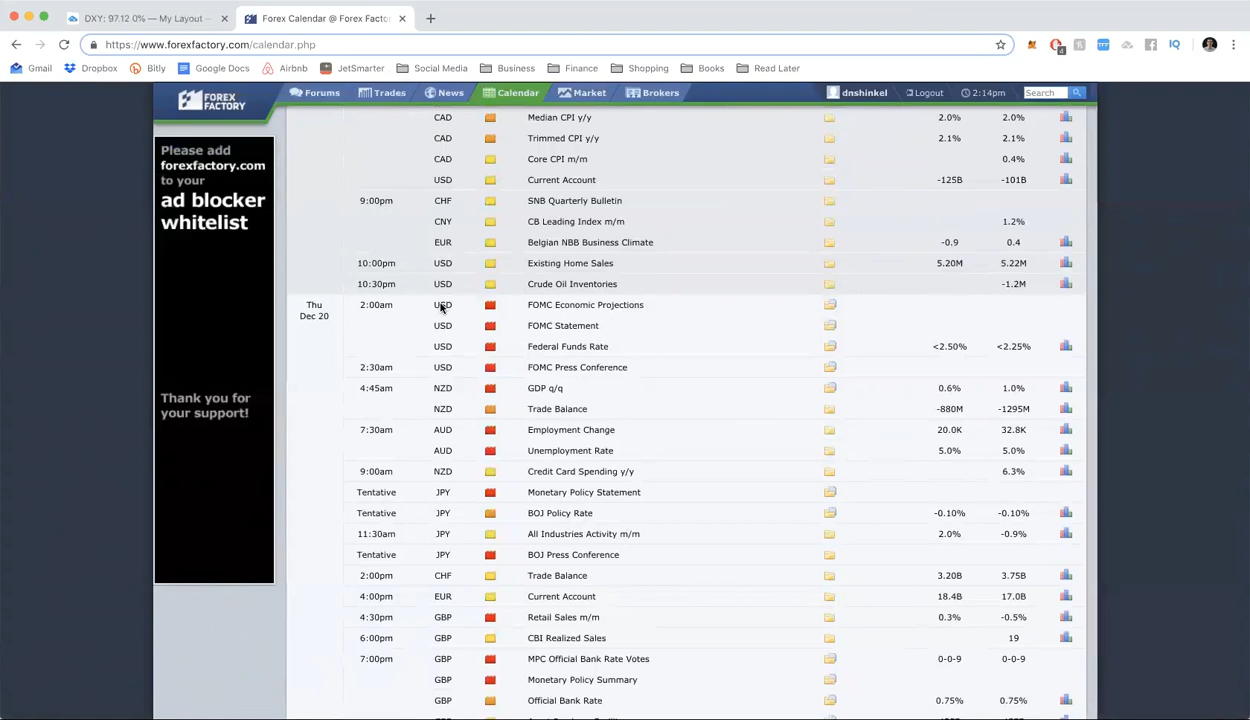 DXY: 97.12 0% — My Layout
Forex Calendar @ Forex Facto
https://www.forexfactory.com/calendar.php
4
IQ
Gmail Dropbox Bitly Google Docs Airbnb JetSmarter Social Media Business Finance Shopping Books Read Later
FOREX FACTORY
Forums Trades News Calendar Market Brokers dnshinkel Logout 2:14pm Search
Please add
forexfactory.com
to your
ad blocker
whitelist
Thank you for
your support!
CAD Median CPI y/y 2.0% 2.0%
CAD Trimmed CPI y/y 2.1% 2.1%
CAD Core CPI m/m 0.4%
USD Current Account -125B -101B
9:00pm CHF SNB Quarterly Bulletin
CNY CB Leading Index m/m 1.2%
EUR Belgian NBB Business Climate -0.9 0.4
10:00pm USD Existing Home Sales 5.20M 5.22M
10:30pm USD Crude Oil Inventories -1.2M
Thu
Dec 20
2:00am USD FOMC Economic Projections
USD FOMC Statement
USD Federal Funds Rate <2.50% <2.25%
2:30am USD FOMC Press Conference
4:45am NZD GDP q/q 0.6% 1.0%
NZD Trade Balance -880M -1295M
7:30am AUD Employment Change 20.0K 32.8K
AUD Unemployment Rate 5.0% 5.0%
9:00am NZD Credit Card Spending y/y 6.3%
Tentative JPY Monetary Policy Statement
Tentative JPY BOJ Policy Rate -0.10% -0.10%
11:30am JPY All Industries Activity m/m 2.0% -0.9%
Tentative JPY BOJ Press Conference
2:00pm CHF Trade Balance 3.20B 3.75B
4:00pm EUR Current Account 18.4B 17.0B
4:30pm GBP Retail Sales m/m 0.3% -0.5%
6:00pm GBP CBI Realized Sales 19
7:00pm GBP MPC Official Bank Rate Votes 0-0-9 0-0-9
GBP Monetary Policy Summary
GBP Official Bank Rate 0.75% 0.75%